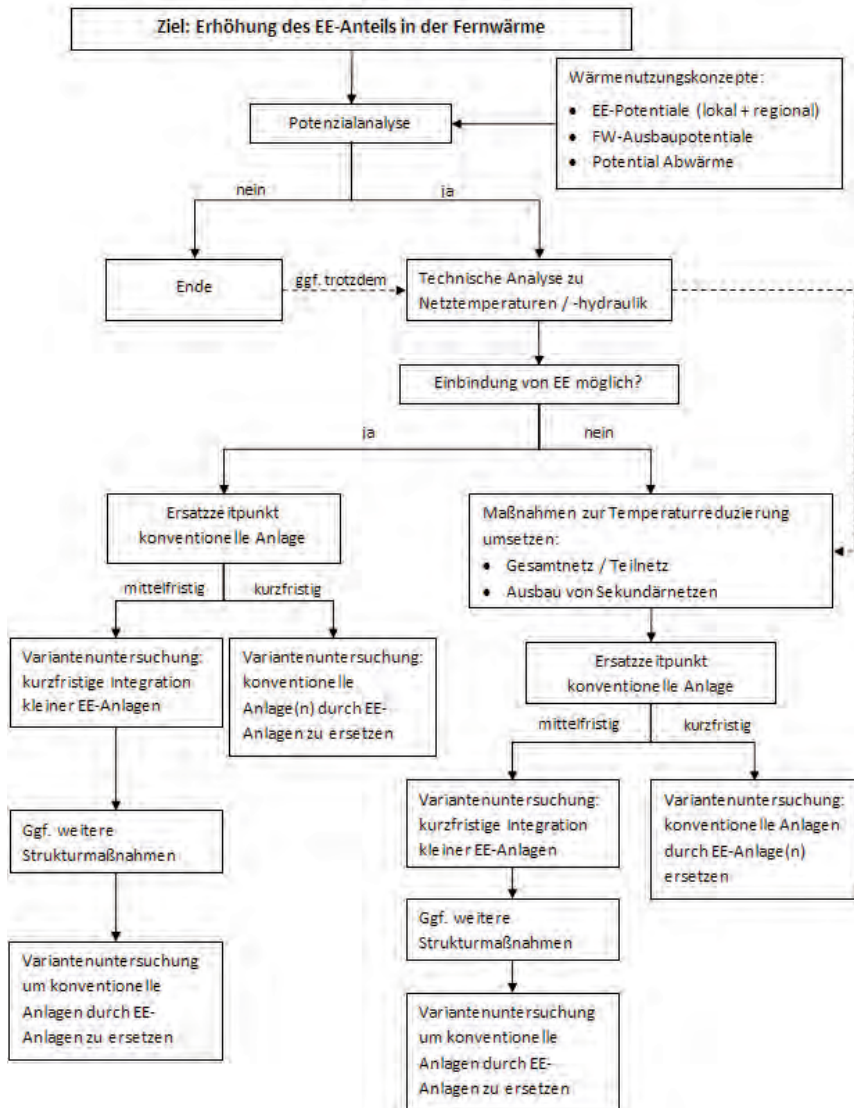 Ziel: Erhöhung des EE-Anteils in der Fernwärme
Wärmenutzungskonzepte:
• EE-Potentiale (lokal + regional)
• FW-Ausbaupotentiale
• Potential Abwärme
Potenzialanalyse
nein
ja
Ende
ggf. trotzdem
Technische Analyse zu
Netztemperaturen / -hydraulik
Einbindung von EE möglich?
ja
nein
Ersatzzeitpunkt
konventionelle Anlage
mittelfristig
kurzfristig
Variantenuntersuchung:
kurzfristige Integration
kleiner EE-Anlagen
Variantenuntersuchung:
konventionelle
Anlage(n) durch EE-
Anlagen zu ersetzen
Ggf. weitere
Strukturmaßnahmen
Variantenuntersuchung
um konventionelle
Anlagen durch EE-
Anlagen zu ersetzen
Maßnahmen zur Temperaturreduzierung
umsetzen:
• Gesamtnetz / Teilnetz
• Ausbau von Sekundärnetzen
Ersatzzeitpunkt
konventionelle Anlage
mittelfristig
kurzfristig
Variantenuntersuchung:
kurzfristige Integration
kleiner EE-Anlagen
Variantenuntersuchung:
konventionelle Anlagen
durch EE-Anlage(n)
ersetzen
Ggf. weitere
Strukturmaßnahmen
Variantenuntersuchung
um konventionelle
Anlagen durch EE-
Anlagen zu ersetzen